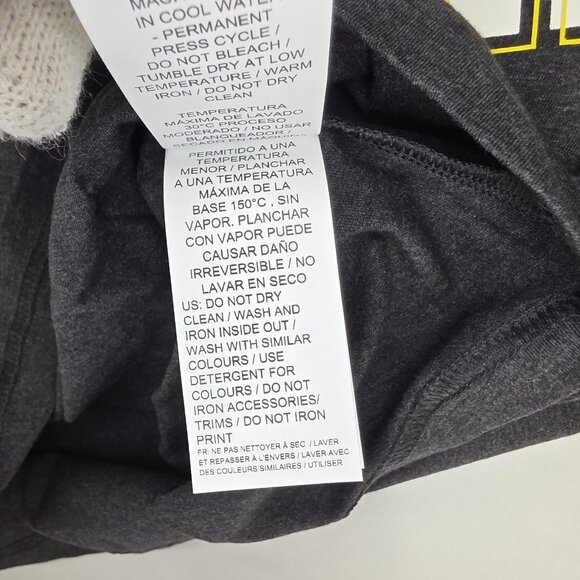 IN COOL WATER
- PERMANENT
PRESS CYCLE /
DO NOT BLEACH /
TUMBLE DRY AT LOW
TEMPERATURE / WARM
IRON / DO NOT DRY
CLEAN
TEMPERATURA
MÁXIMA DE LAVADO
30°C PROCESO
MODERADO / NO USAR
BLANQUEADOR /
SECADO EN MÁQUINA
PERMITIDO A UNA
TEMPERATURA
MENOR / PLANCHAR
A UNA TEMPERATURA
MÁXIMA DE LA
BASE 150°C , SIN
VAPOR. PLANCHAR
CON VAPOR PUEDE
CAUSAR DAÑO
IRREVERSIBLE / NO
LAVAR EN SECO
US: DO NOT DRY
CLEAN / WASH AND
IRON INSIDE OUT /
WASH WITH SIMILAR
COLOURS / USE
DETERGENT FOR
COLOURS / DO NOT
IRON ACCESSORIES/
TRIMS / DO NOT IRON
PRINT
FR: NE PAS NETTOYER À SEC / LAVER
ET REPASSER À L'ENVERS / LAVER AVEC
DES COULEURS SIMILAIRES / UTILISER